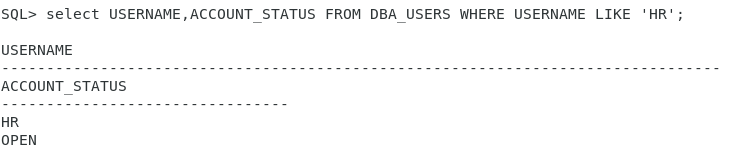 SQL> select USERNAME,ACCOUNT_STATUS FROM DBA_USERS WHERE USERNAME LIKE 'HR';
USERNAME
--------------------------------------------------------------------------------
ACCOUNT_STATUS
--------------------------------
HR
OPEN